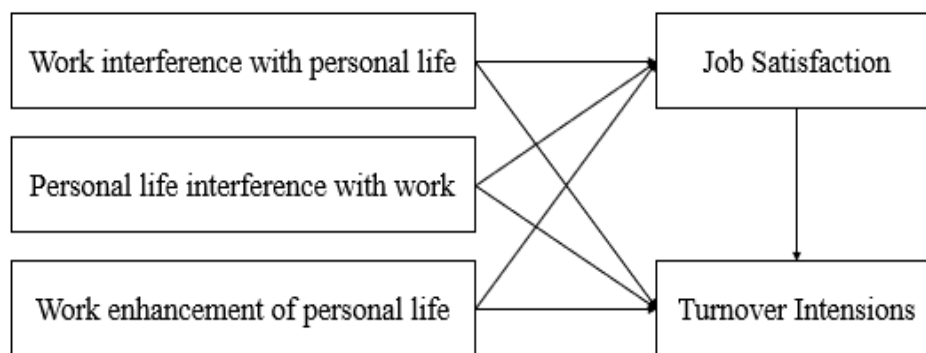 Work interference with personal life
Job Satisfaction
Personal life interference with work
Work enhancement of personal life
Turnover Intensions